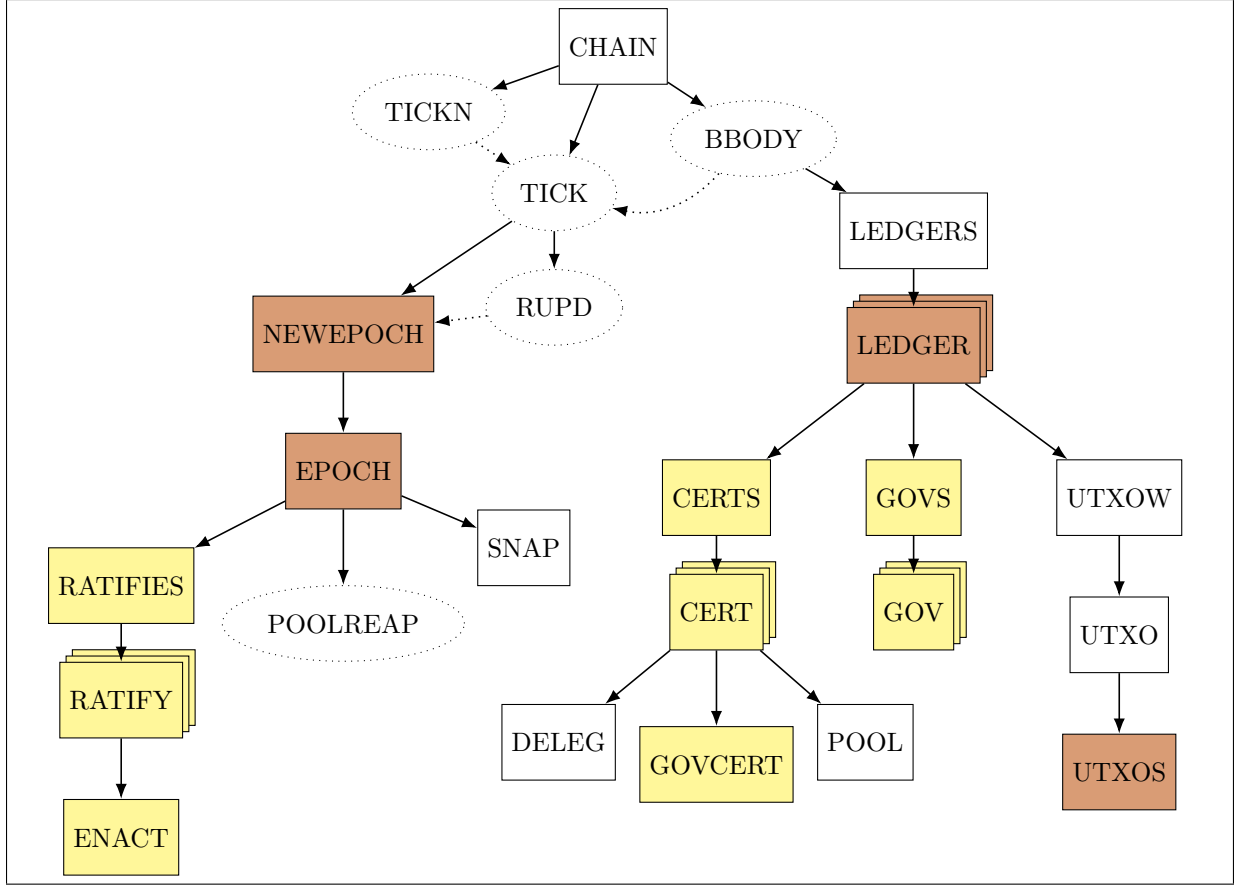 CHAIN
TICKN
BBODY
TICK
LEDGERS
RUPD
NEWEPOCH
LEDGER
EPOCH
CERTS
GOVS
UTXOW
SNAP
RATIFIES
CERT
GOV
POOLREAP
UTXO
RATIFY
DELEG
POOL
GOVCERT
UTXOS
ENACT